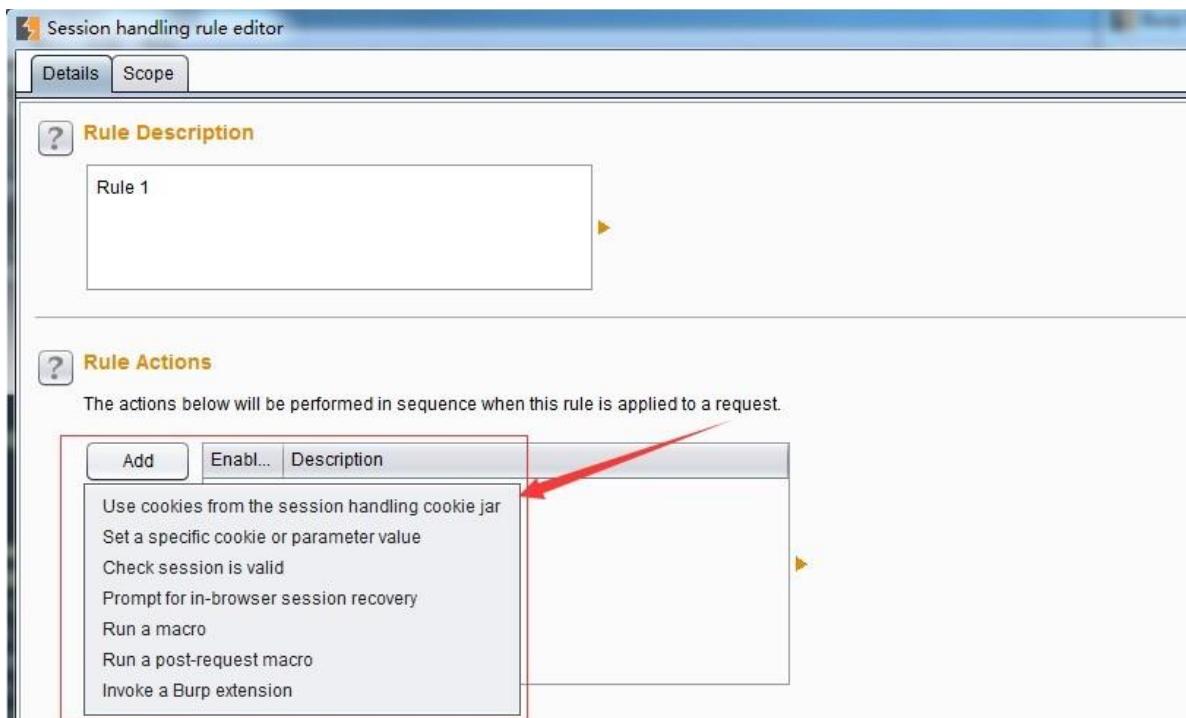 Session handling rule editor
Details Scope
? Rule Description
Rule 1
? Rule Actions
The actions below will be performed in sequence when this rule is applied to a request.
Add Enabl... Description
Use cookies from the session handling cookie jar
Set a specific cookie or parameter value
Check session is valid
Prompt for in-browser session recovery
Run a macro
Run a post-request macro
Invoke a Burp extension